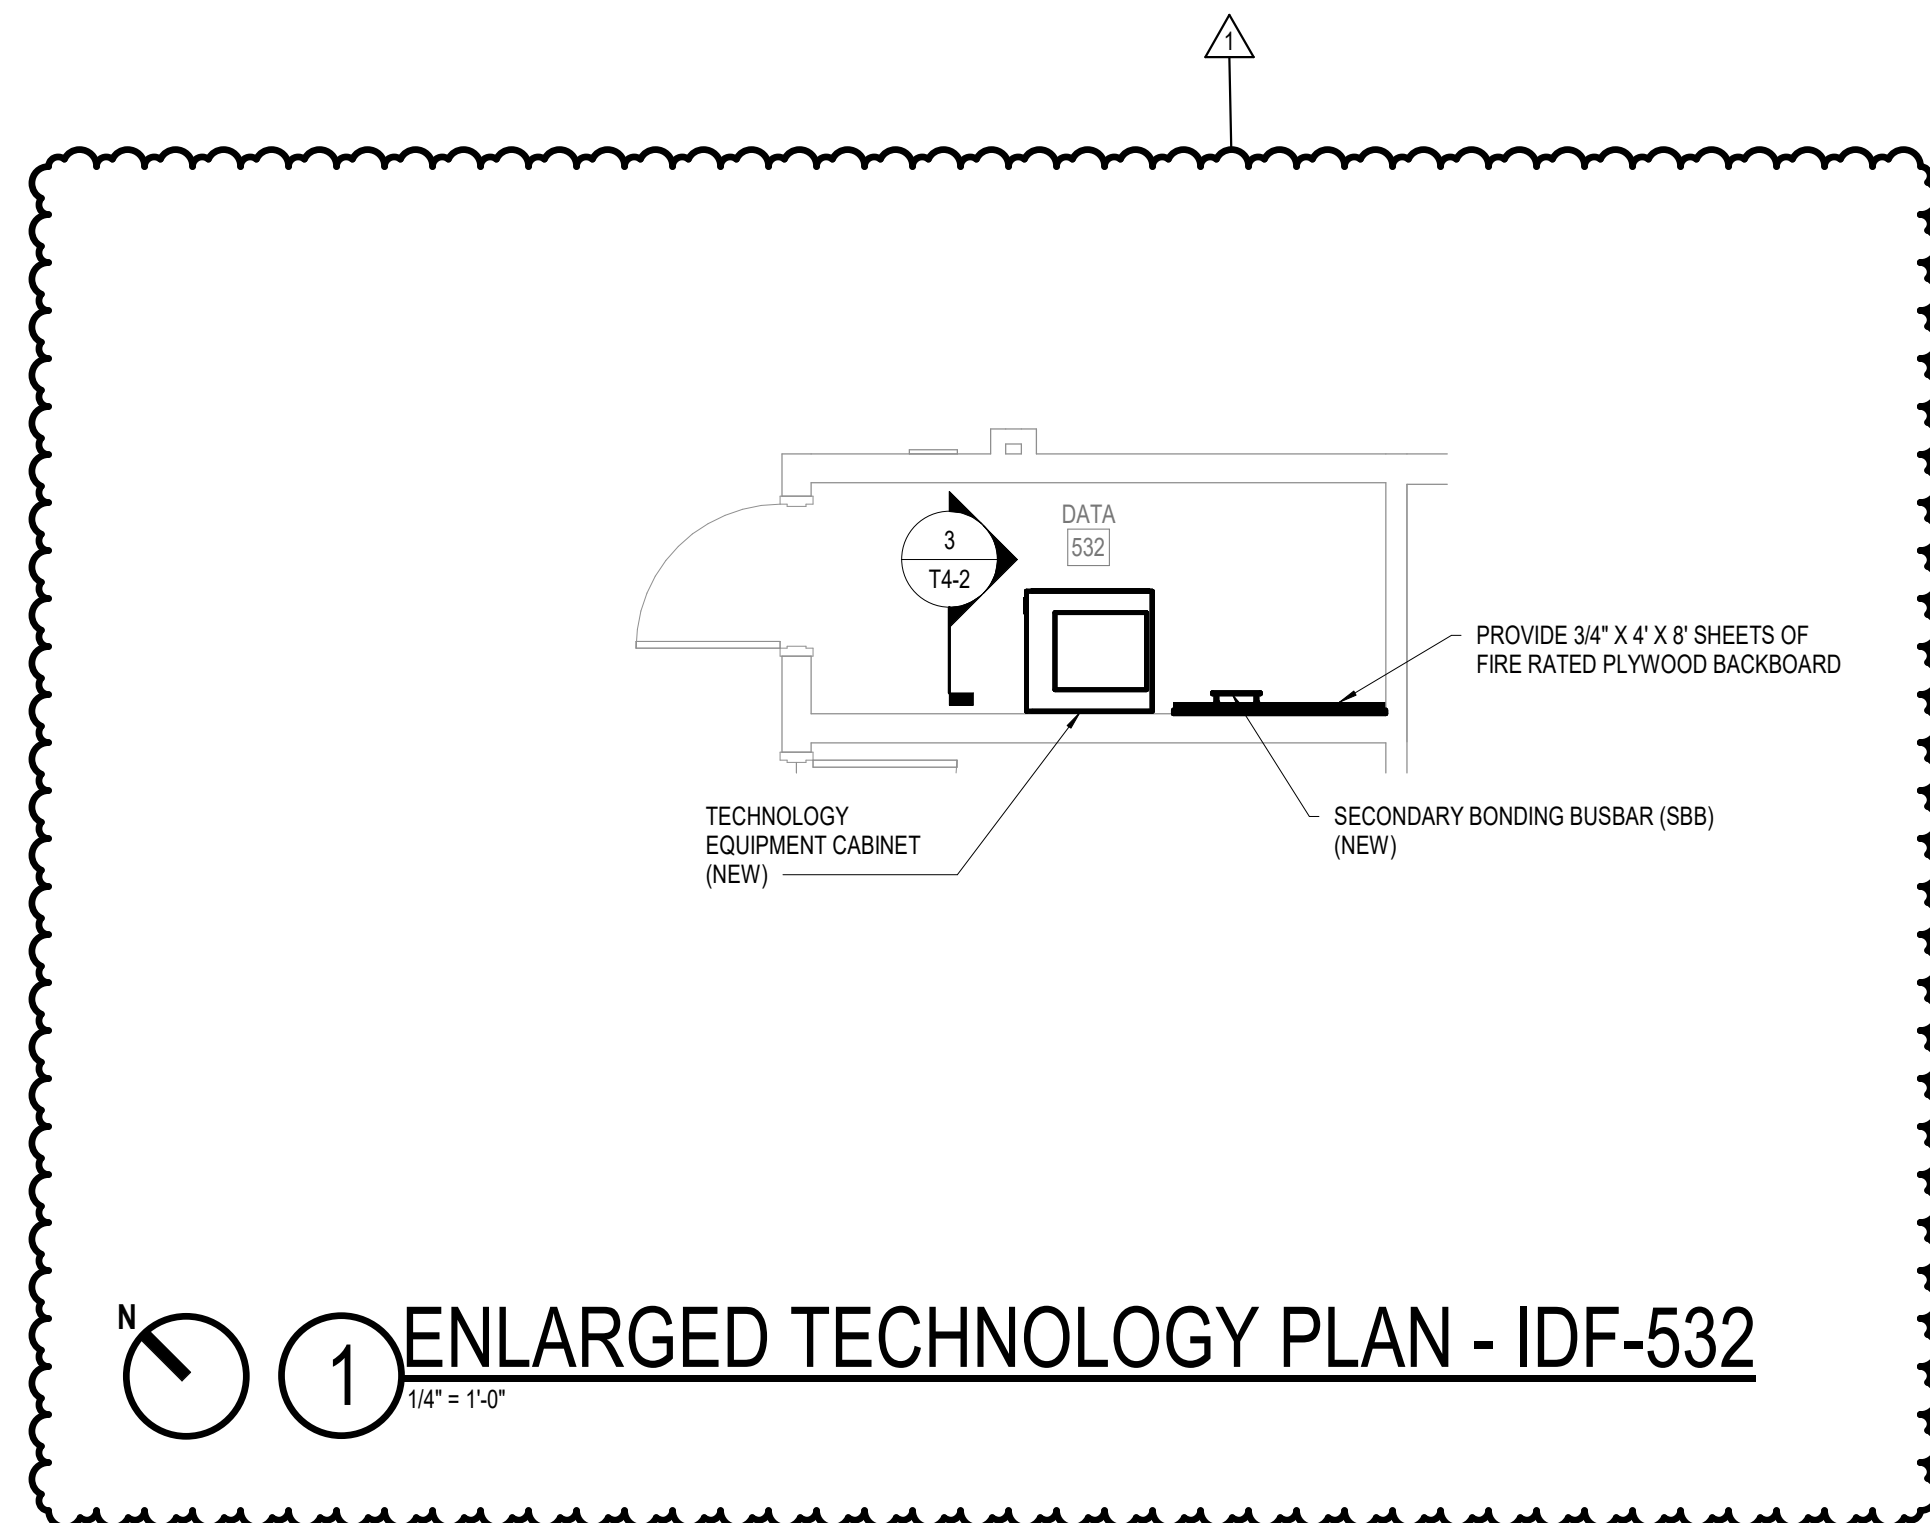 1
DATA
532
3
T4-2
PROVIDE 3/4" X 4' X 8' SHEETS OF
FIRE RATED PLYWOOD BACKBOARD
TECHNOLOGY
EQUIPMENT CABINET
(NEW)
SECONDARY BONDING BUSBAR (SBB)
(NEW)
N
1
ENLARGED TECHNOLOGY PLAN - IDF-532
1/4" = 1'-0"